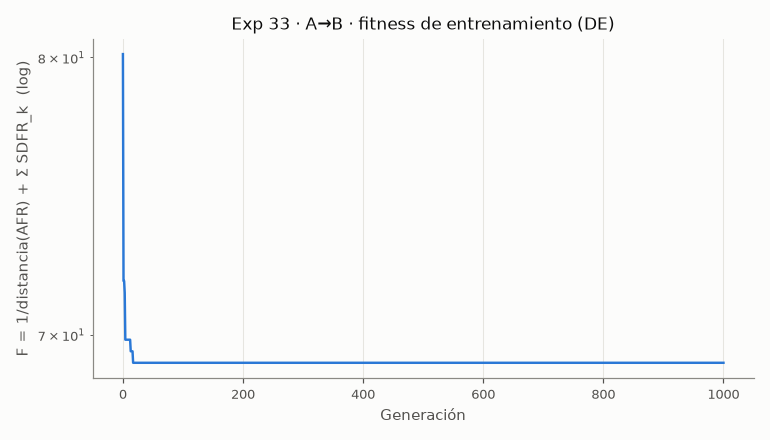 Exp 33 · A→B · fitness de entrenamiento (DE)
F = 1/distancia(AFR) + Σ SDFR_k (log)
8 × 10¹
7 × 10¹
0 200 400 600 800 1000
Generación